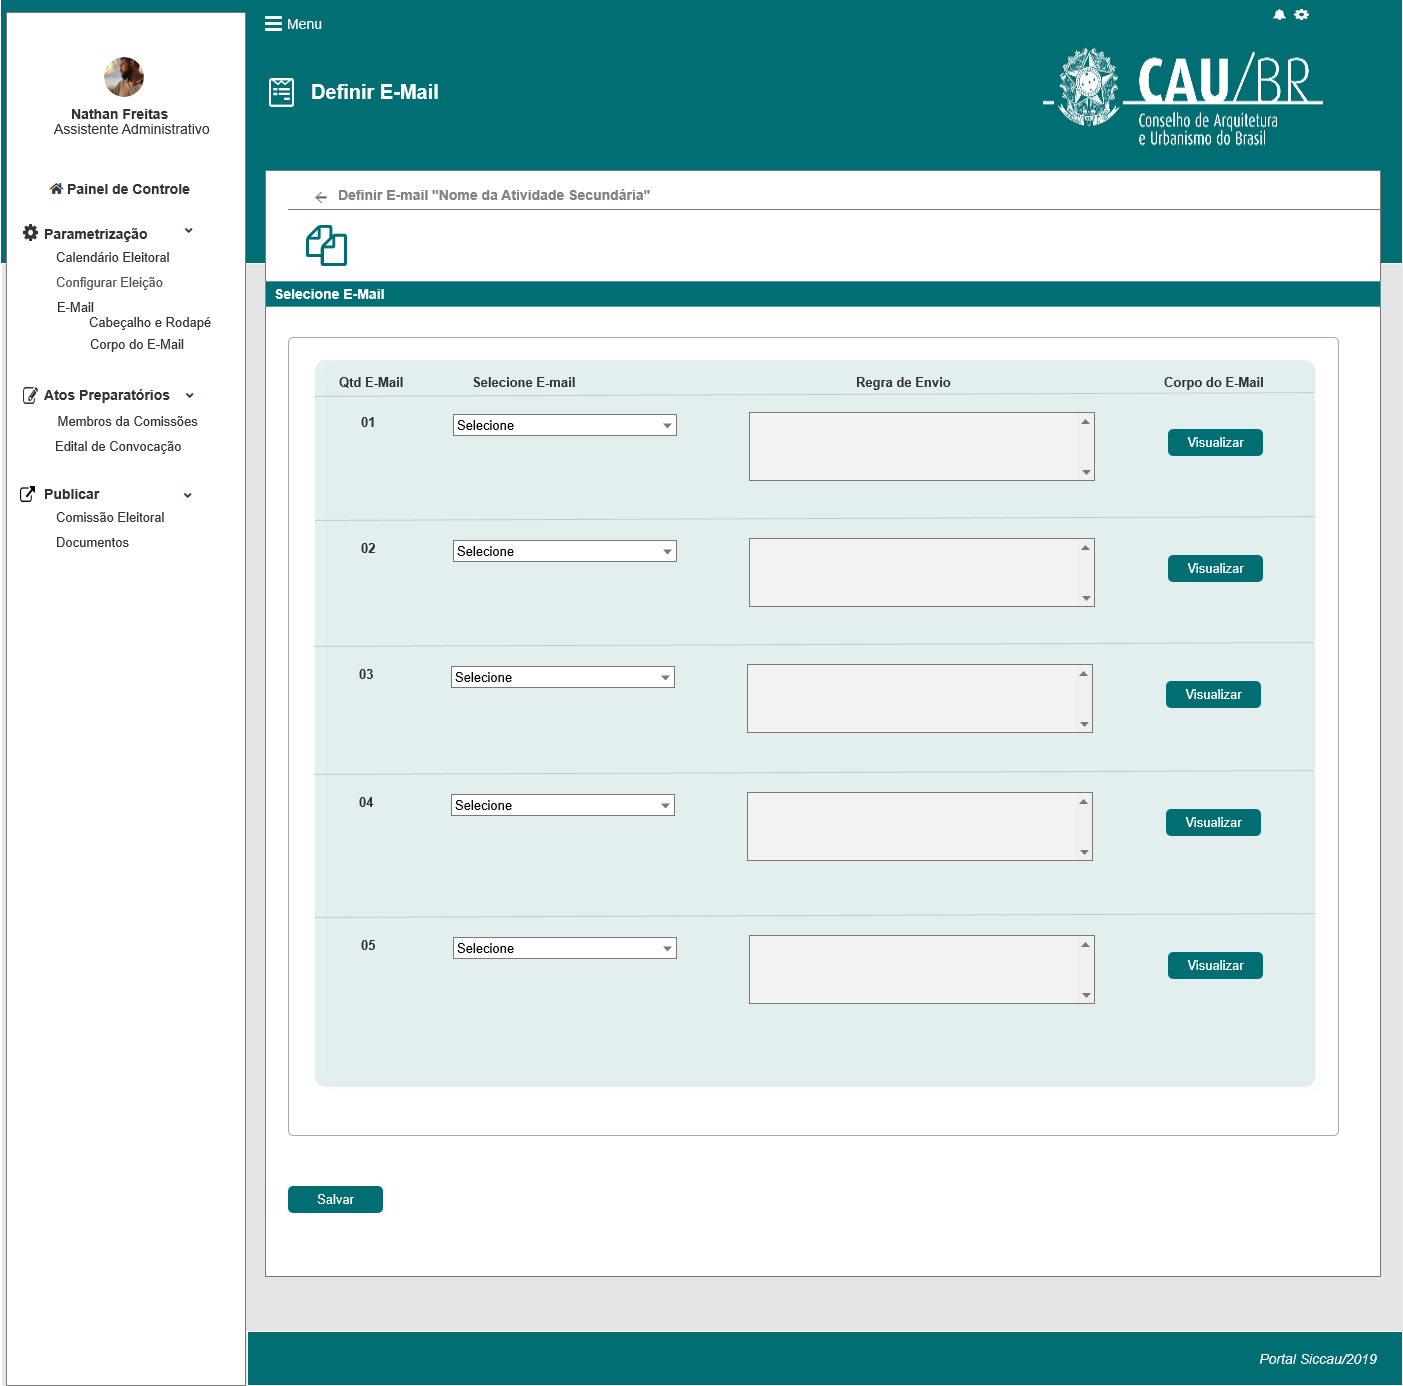 Menu
Nathan Freitas
Assistente Administrativo
Definir E-Mail
CAU/BR
Conselho de Arquitetura
e Urbanismo do Brasil
Painel de Controle
Parametrização
Calendário Eleitoral
Configurar Eleição
E-Mail
Cabeçalho e Rodapé
Corpo do E-Mail
Atos Preparatórios
Membros da Comissões
Edital de Convocação
Publicar
Comissão Eleitoral
Documentos
Definir E-mail "Nome da Atividade Secundária"
Selecione E-Mail
Qtd E-Mail Selecione E-mail Regra de Envio Corpo do E-Mail
01 Selecione Visualizar
02 Selecione Visualizar
03 Selecione Visualizar
04 Selecione Visualizar
05 Selecione Visualizar
Salvar
Portal Siccau/2019